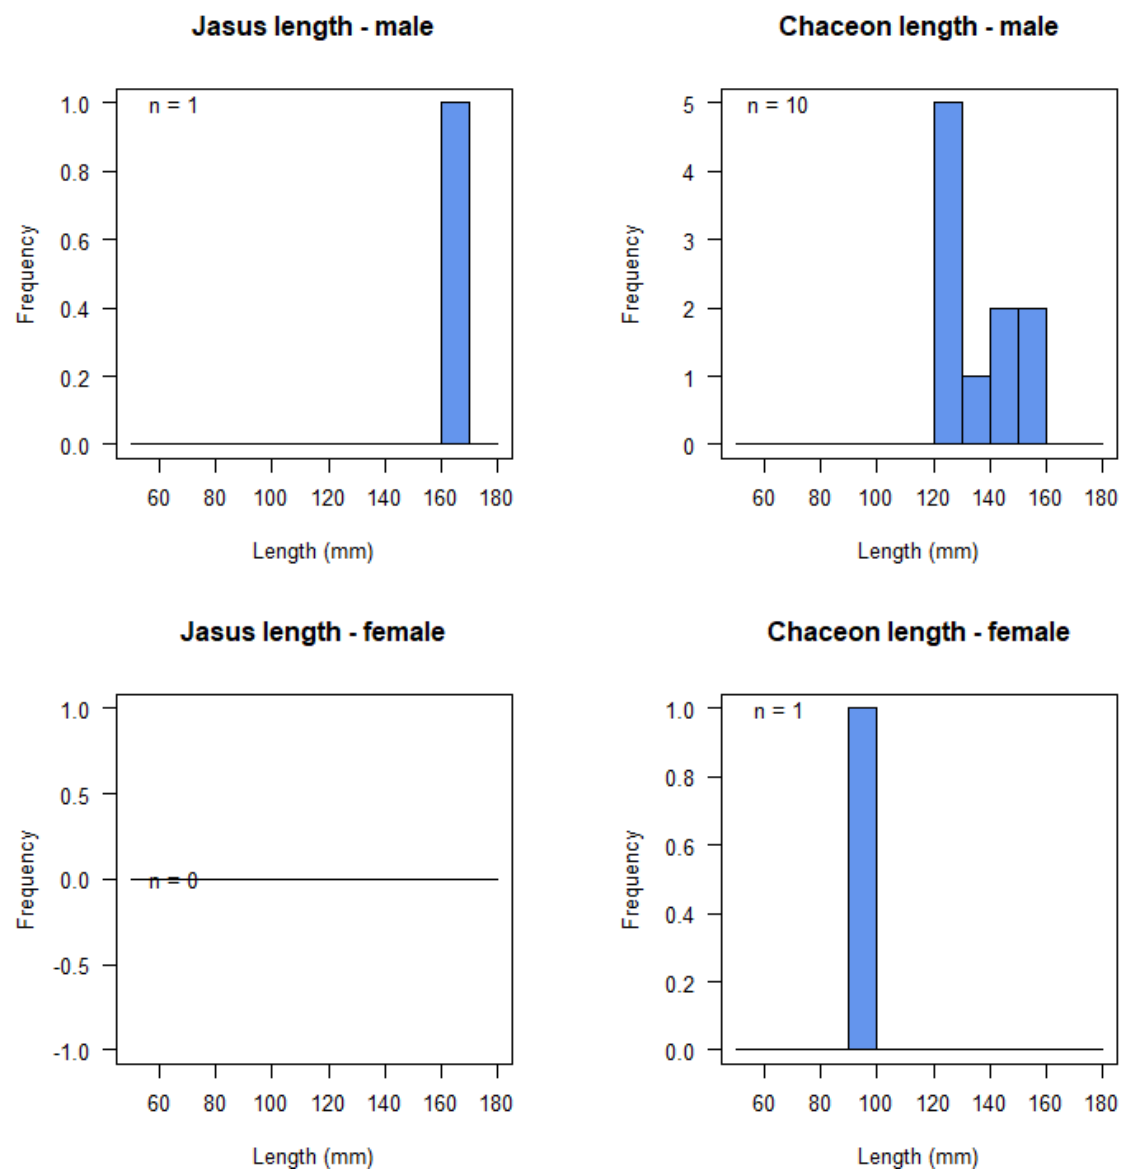 Jasus length - male
n = 1
1.0
0.8
0.6
0.4
0.2
0.0
Frequency
60 80 100 120 140 160 180
Length (mm)
Chaceon length - male
n = 10
5
4
3
2
1
0
Frequency
60 80 100 120 140 160 180
Length (mm)
Jasus length - female
1.0
0.5
0.0
-0.5
-1.0
n = 0
Frequency
60 80 100 120 140 160 180
Length (mm)
Chaceon length - female
n = 1
1.0
0.8
0.6
0.4
0.2
0.0
Frequency
60 80 100 120 140 160 180
Length (mm)